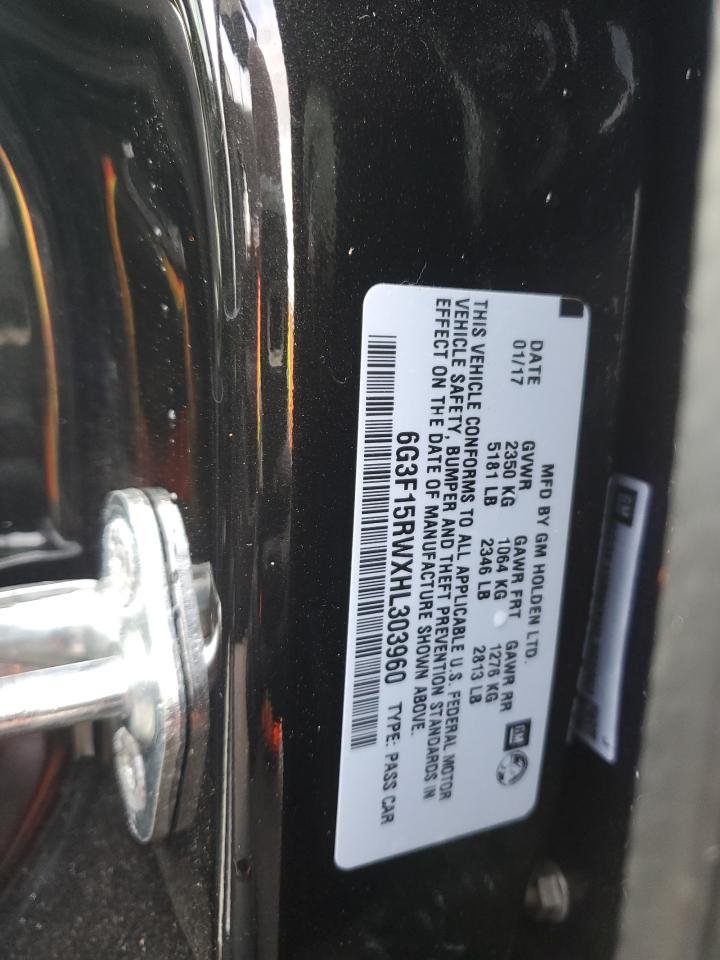 MFD BY GM HOLDEN LTD.
DATE GVWR GAWR FRT GAWR RR
01/17 2350 KG 1064 KG 1276 KG
5181 LB 2346 LB 2813 LB
GM
THIS VEHICLE CONFORMS TO ALL APPLICABLE U.S. FEDERAL MOTOR
VEHICLE SAFETY, BUMPER AND THEFT PREVENTION STANDARDS IN
EFFECT ON THE DATE OF MANUFACTURE SHOWN ABOVE.
6G3F15RWXHL303960 TYPE: PASS CAR
GM